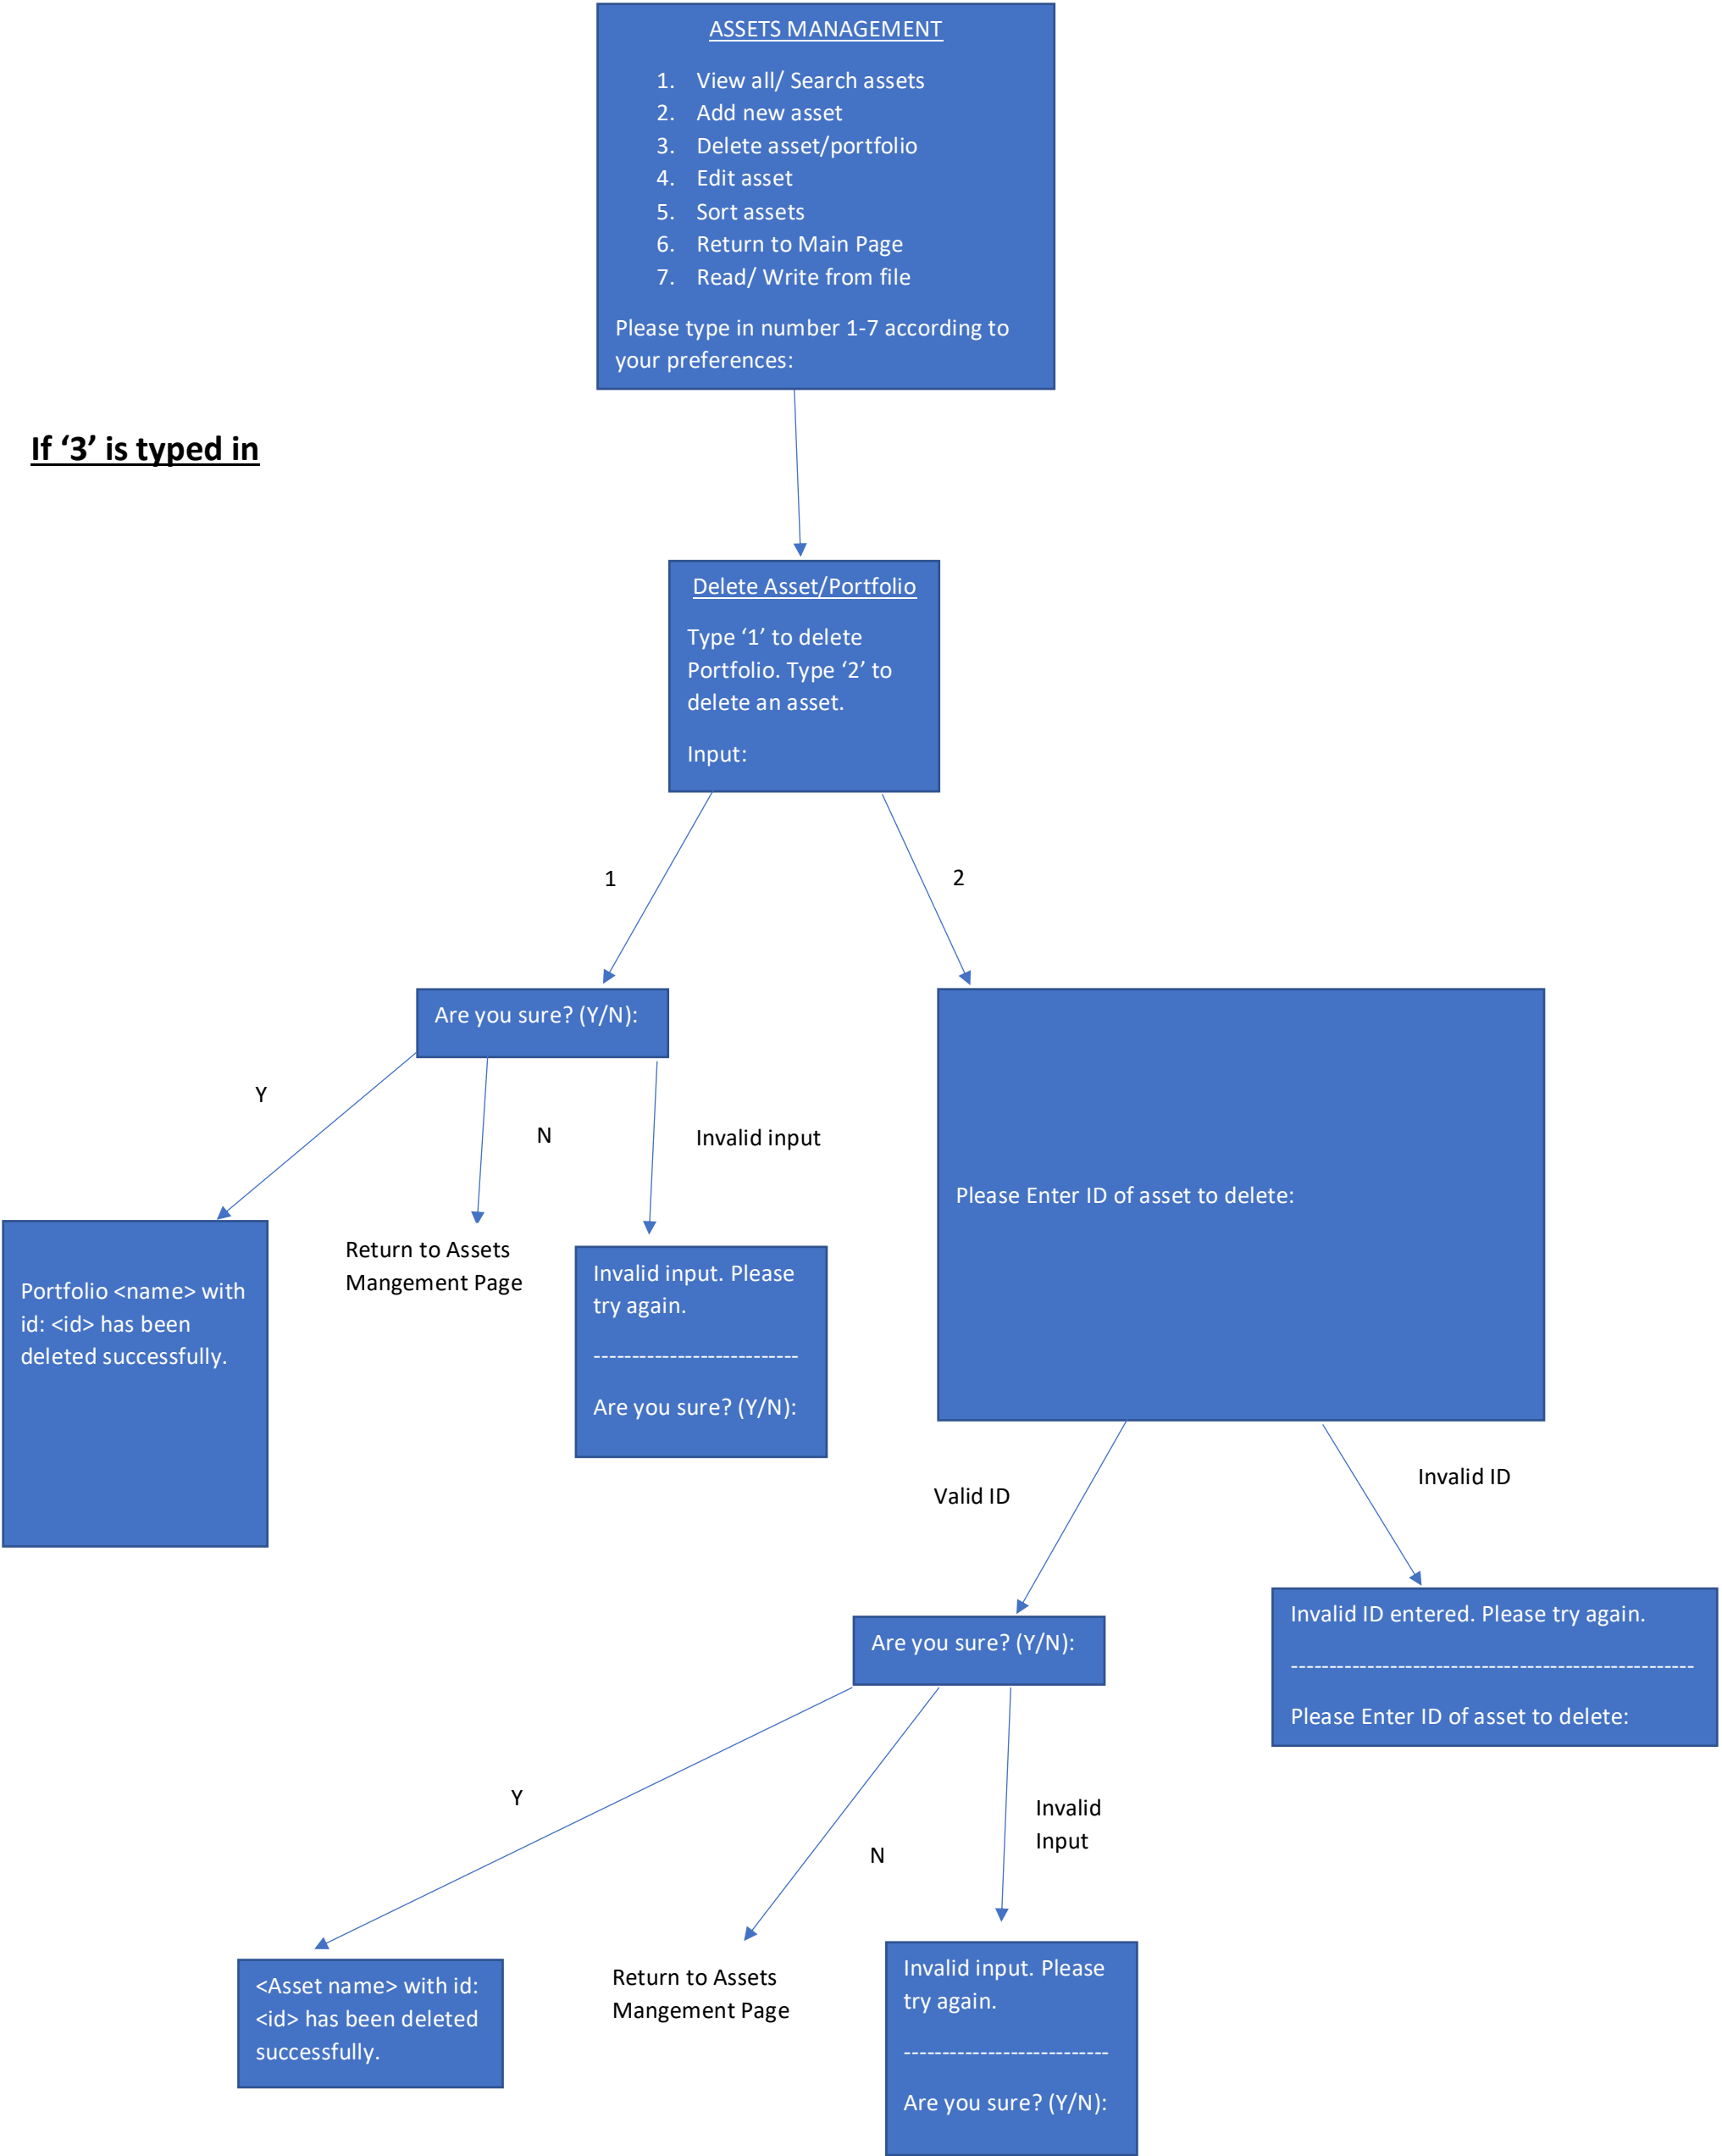 ASSETS MANAGEMENT
1. View all/ Search assets
2. Add new asset
3. Delete asset/portfolio
4. Edit asset
5. Sort assets
6. Return to Main Page
7. Read/ Write from file
Please type in number 1-7 according to
your preferences:
If ‘3’ is typed in
Delete Asset/Portfolio
Type ‘1’ to delete
Portfolio. Type ‘2’ to
delete an asset.
Input:
1
2
Are you sure? (Y/N):
Y
N
Invalid input
Portfolio <name> with
id: <id> has been
deleted successfully.
Return to Assets
Mangement Page
Invalid input. Please
try again.
---------------------------
Are you sure? (Y/N):
Please Enter ID of asset to delete:
Valid ID
Invalid ID
Are you sure? (Y/N):
Invalid ID entered. Please try again.
-----------------------------------------------------
Please Enter ID of asset to delete:
Y
N
Invalid
Input
<Asset name> with id:
<id> has been deleted
successfully.
Return to Assets
Mangement Page
Invalid input. Please
try again.
---------------------------
Are you sure? (Y/N):